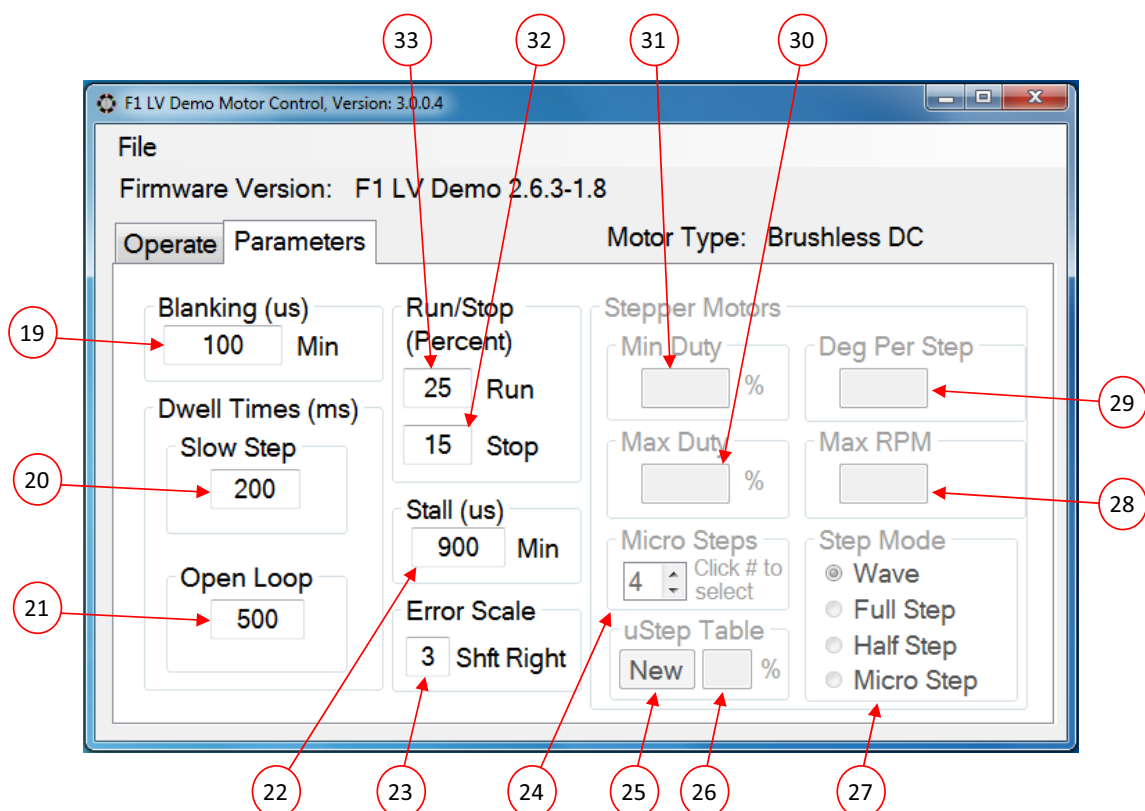 33 32 31 30
F1 LV Demo Motor Control, Version: 3.0.0.4
File
Firmware Version: F1 LV Demo 2.6.3-1.8
Operate Parameters Motor Type: Brushless DC
19
Blanking (us)
100 Min
Dwell Times (ms)
20
Slow Step
200
21
Open Loop
500
Run/Stop
(Percent)
25 Run
15 Stop
Stall (us)
900 Min
Error Scale
3 Shft Right
Stepper Motors
Min Duty
%
Deg Per Step
29
Max Duty
%
Max RPM
28
Micro Steps
4 Click # to
select
uStep Table
New %
Step Mode
Wave
Full Step
Half Step
Micro Step
22 23 24 25 26 27